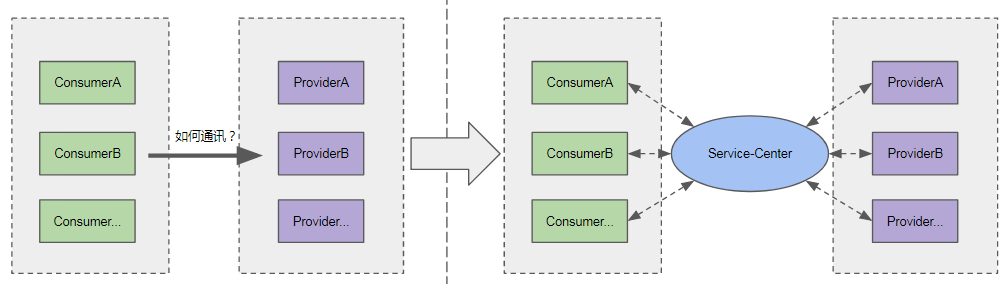 ConsumerA
ConsumerB
Consumer...
如何通讯？
ProviderA
ProviderB
Provider...
ConsumerA
ConsumerB
Consumer...
Service-Center
ProviderA
ProviderB
Provider...